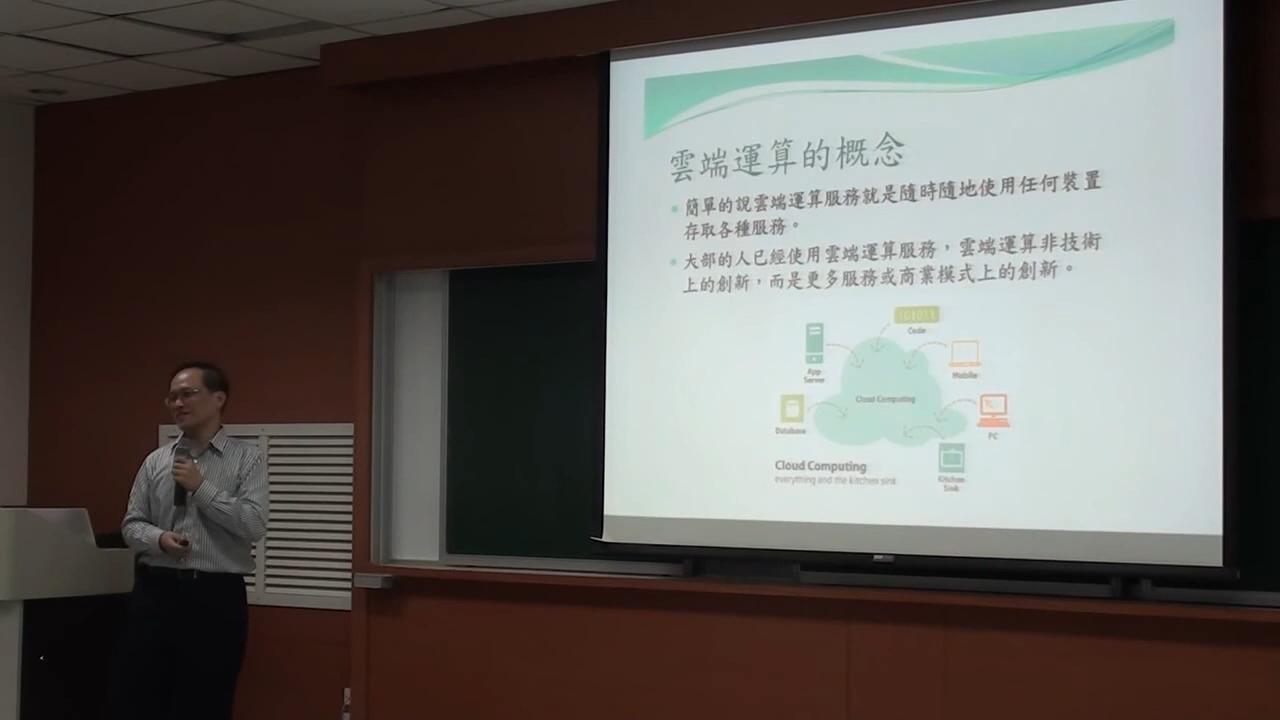 雲端運算的概念
簡單的說雲端運算服務就是隨時隨地使用任何裝置
存取各種服務。
大部的人已經使用雲端運算服務，雲端運算非技術
上的創新，而是更多服務或商業模式上的創新。
101011
Code
App
Server
Mobile
Cloud Computing
Database
PC
Kitchen
Sink
Cloud Computing
everything and the kitchen sink